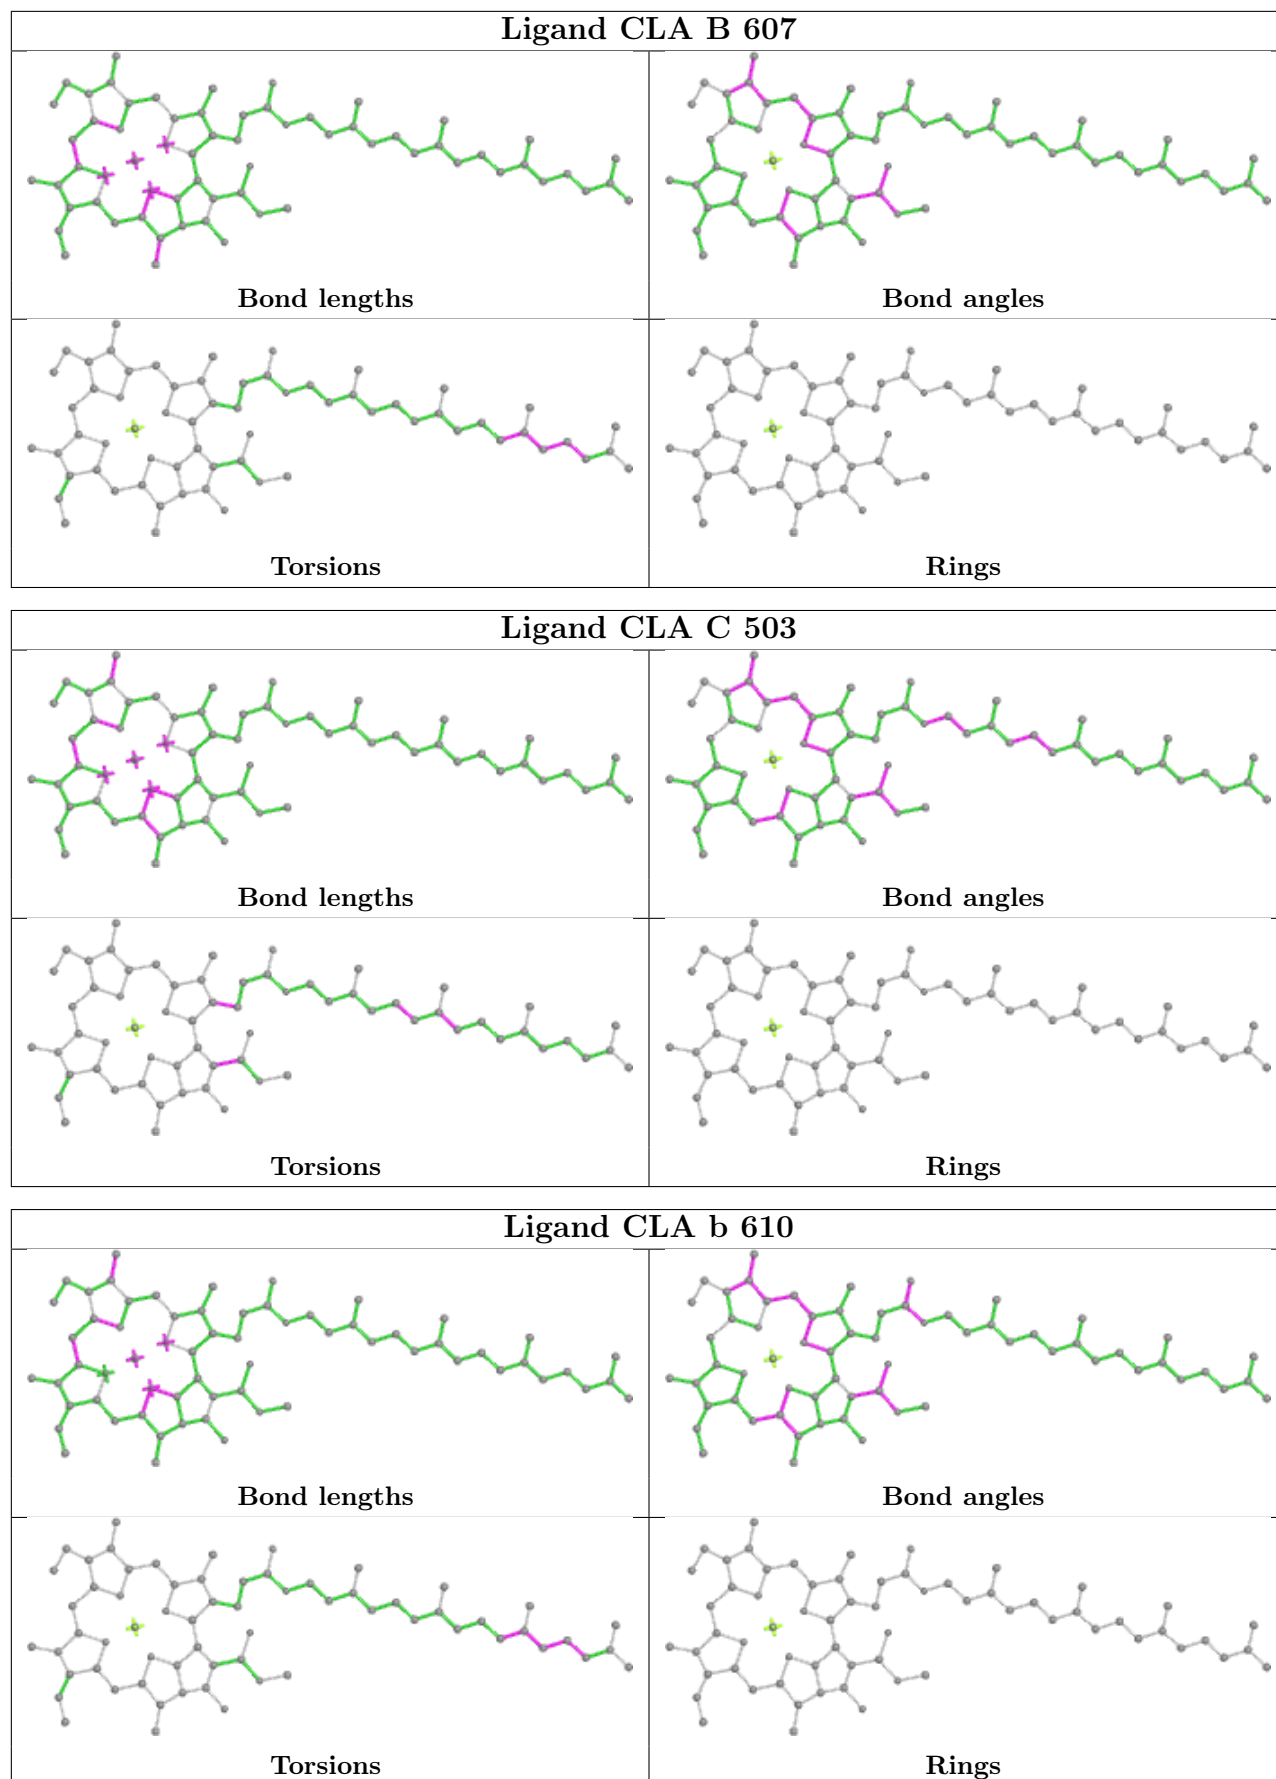 Ligand CLA B 607
Bond lengths
Bond angles
Torsions
Rings
Ligand CLA C 503
Bond lengths
Bond angles
Torsions
Rings
Ligand CLA b 610
Bond lengths
Bond angles
Torsions
Rings